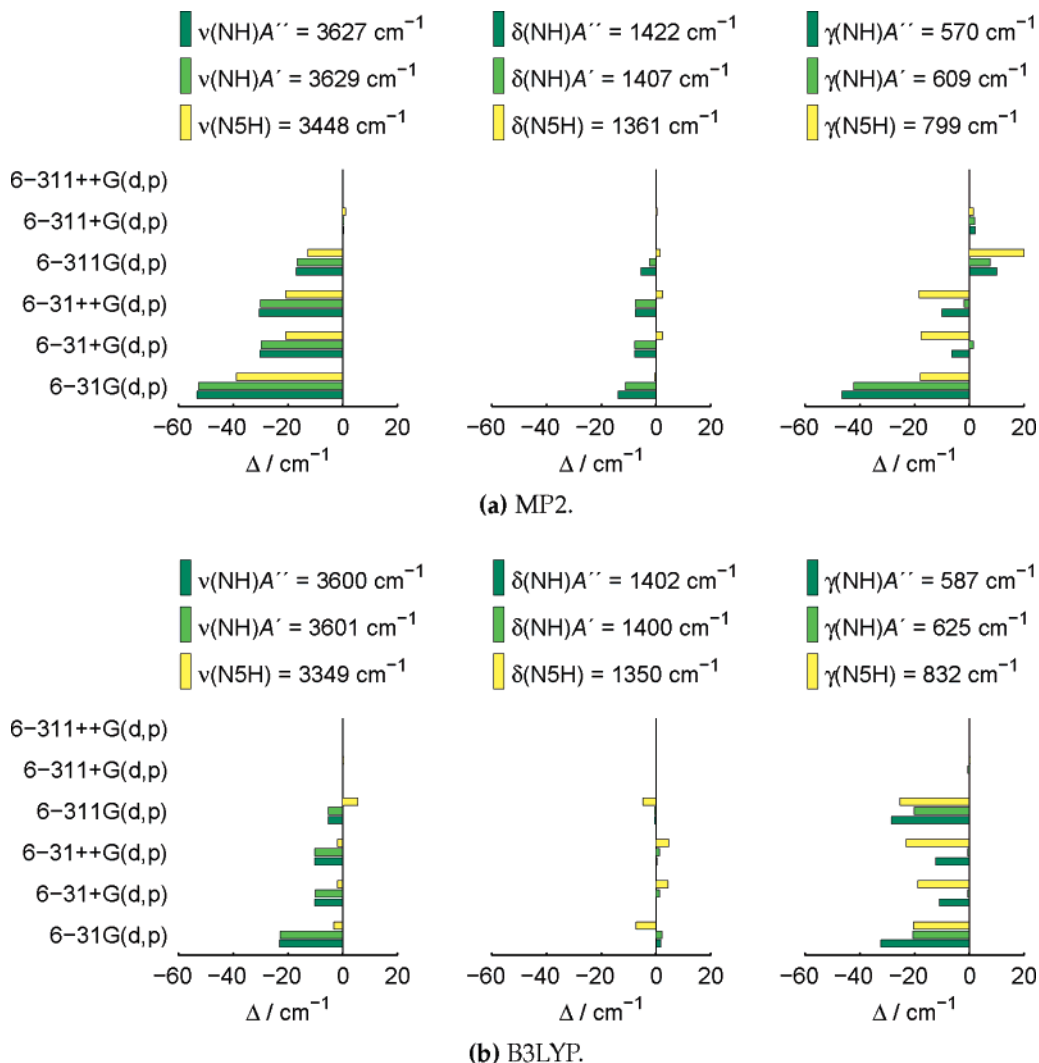 ν(NH)A´´ = 3627 cm⁻¹
ν(NH)A´ = 3629 cm⁻¹
ν(N5H) = 3448 cm⁻¹
δ(NH)A´´ = 1422 cm⁻¹
δ(NH)A´ = 1407 cm⁻¹
δ(N5H) = 1361 cm⁻¹
γ(NH)A´´ = 570 cm⁻¹
γ(NH)A´ = 609 cm⁻¹
γ(N5H) = 799 cm⁻¹
6−311++G(d,p)
6−311+G(d,p)
6−311G(d,p)
6−31++G(d,p)
6−31+G(d,p)
6−31G(d,p)
−60 −40 −20 0 20
−60 −40 −20 0 20
−60 −40 −20 0 20
Δ / cm⁻¹
Δ / cm⁻¹
Δ / cm⁻¹
(a) MP2.
ν(NH)A´´ = 3600 cm⁻¹
ν(NH)A´ = 3601 cm⁻¹
ν(N5H) = 3349 cm⁻¹
δ(NH)A´´ = 1402 cm⁻¹
δ(NH)A´ = 1400 cm⁻¹
δ(N5H) = 1350 cm⁻¹
γ(NH)A´´ = 587 cm⁻¹
γ(NH)A´ = 625 cm⁻¹
γ(N5H) = 832 cm⁻¹
6−311++G(d,p)
6−311+G(d,p)
6−311G(d,p)
6−31++G(d,p)
6−31+G(d,p)
6−31G(d,p)
−60 −40 −20 0 20
−60 −40 −20 0 20
−60 −40 −20 0 20
Δ / cm⁻¹
Δ / cm⁻¹
Δ / cm⁻¹
(b) B3LYP.